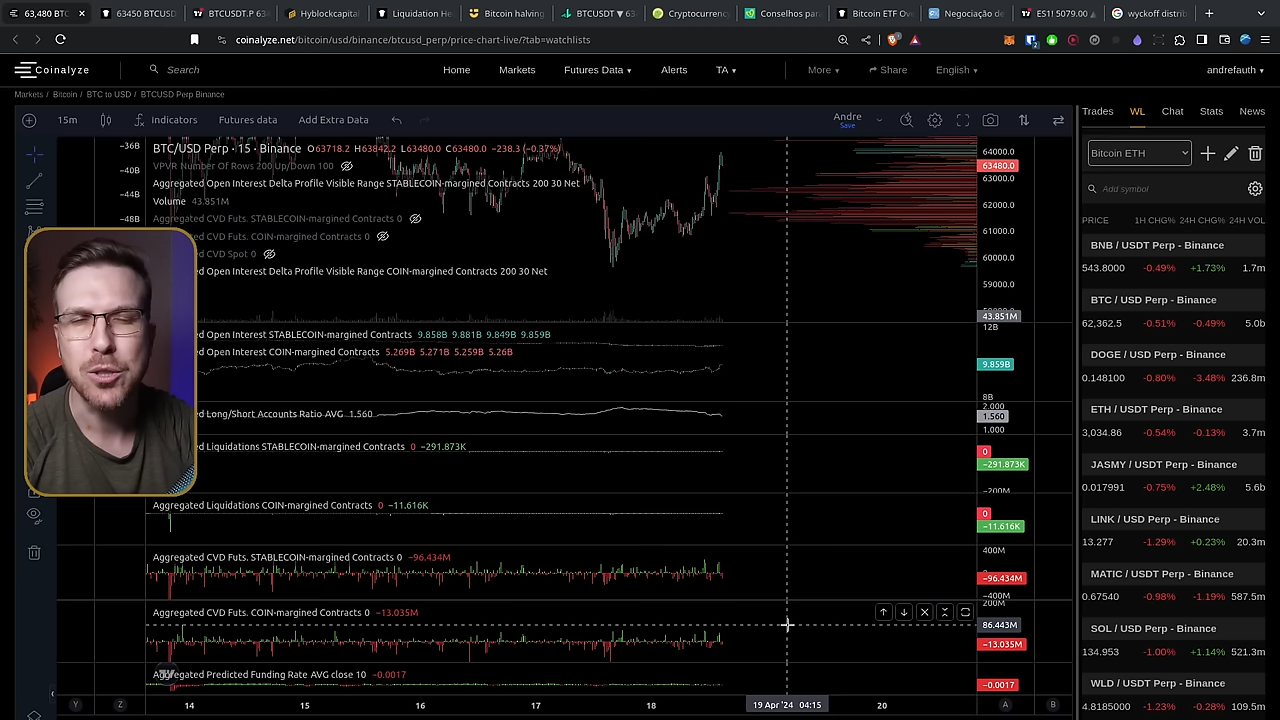 63,480 BTC
63450 BTCUSD
BTCUSDT.P 634
Hyblockcapital
Liquidation He
Bitcoin halving
BTCUSDT ▼ 63
Cryptocurrency
Conselhos para
Bitcoin ETF Ov
Negociação de
ES1! 5079.00
wyckoff distrib
coinalyze.net/bitcoin/usd/binance/btcusd_perp/price-chart-live/?tab=watchlists
Coinalyze
Search
Home
Markets
Futures Data
Alerts
TA
More
Share
English
andrefauth
Markets / Bitcoin / BTC to USD / BTCUSD Perp Binance
15m
Indicators
Futures data
Add Extra Data
Andre
Save
Trades
WL
Chat
Stats
News
Bitcoin ETF
Add symbol
PRICE 1H CHG% 24H CHG% 24H VOL
BNB / USDT Perp - Binance
543.8000 -0.49% +1.73% 1.7m
BTC / USD Perp - Binance
62,362.5 -0.51% -0.49% 5.0b
DOGE / USDT Perp - Binance
0.148100 -0.80% -3.48% 236.8m
ETH / USDT Perp - Binance
3,034.86 -0.54% -0.13% 3.7m
JASMY / USDT Perp - Binance
0.017991 -0.75% +2.48% 5.6b
LINK / USD Perp - Binance
13.277 -1.29% +0.23% 20.3m
MATIC / USDT Perp - Binance
0.67540 -0.98% -1.19% 587.5m
SOL / USD Perp - Binance
134.953 -1.00% +1.14% 521.3m
WLD / USDT Perp - Binance
4.8185000 -1.23% -0.28% 109.5m
−36B
−40B
−44B
−48B
BTC/USD Perp · 15 · Binance O63718.2 H63842.2 L63480.0 C63480.0 −238.3 (−0.37%)
VPVR Number Of Rows 200 Up/Down 100
Aggregated Open Interest Delta Profile Visible Range STABLECOIN-margined Contracts 200 30 Net
Volume 43.851M
Aggregated CVD Futs. STABLECOIN-margined Contracts 0
ed CVD Futs. COIN-margined Contracts 0
ed CVD Spot 0
ed Open Interest Delta Profile Visible Range COIN-margined Contracts 200 30 Net
64000.0
63480.0
63000.0
62000.0
61000.0
60000.0
59000.0
43.851M
ed Open Interest STABLECOIN-margined Contracts 9.858B 9.881B 9.849B 9.859B
ed Open Interest COIN-margined Contracts 5.269B 5.271B 5.259B 5.26B
12B
9.859B
8B
ed Long/Short Accounts Ratio AVG 1.560
2.000
1.560
1.000
ed Liquidations STABLECOIN-margined Contracts 0 −291.873K
0
−291.873K
−200M
Aggregated Liquidations COIN-margined Contracts 0 −11.616K
0
−11.616K
Aggregated CVD Futs. STABLECOIN-margined Contracts 0 −96.434M
400M
−96.434M
−400M
Aggregated CVD Futs. COIN-margined Contracts 0 −13.035M
200M
86.443M
−13.035M
Aggregated Predicted Funding Rate AVG close 10 −0.0017
−0.0017
Y Z 14 15 16 17 18 19 Apr '24 04:15 20 A B